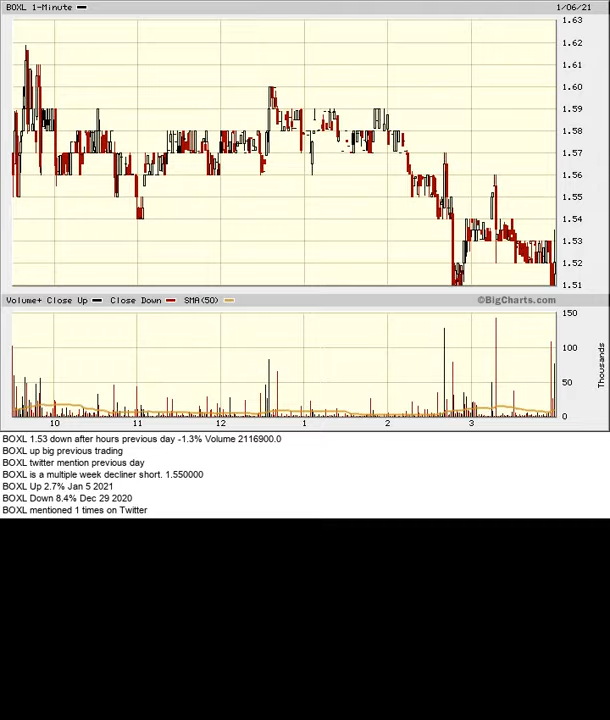 BOXL 1-Minute 1/06/21
1.63
1.62
1.61
1.60
1.59
1.58
1.57
1.56
1.55
1.54
1.53
1.52
1.51
Volume+ Close Up Close Down SMA(50) ©BigCharts.com
150
100
50
0
Thousands
10 11 12 1 2 3
BOXL 1.53 down after hours previous day -1.3% Volume 2116900.0
BOXL up big previous trading
BOXL twitter mention previous day
BOXL is a multiple week decliner short. 1.550000
BOXL Up 2.7% Jan 5 2021
BOXL Down 8.4% Dec 29 2020
BOXL mentioned 1 times on Twitter